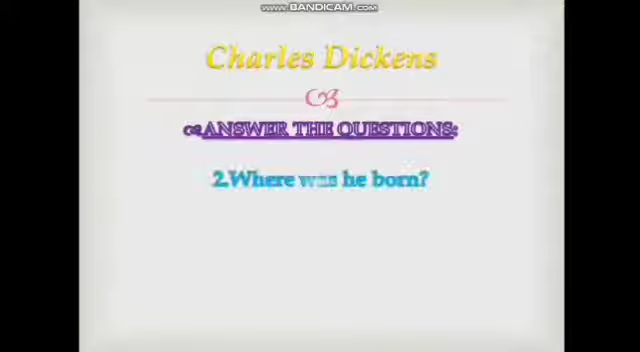 WWW.BANDICAM.COM
Charles Dickens
ANSWER THE QUESTIONS:
2.Where was he born?